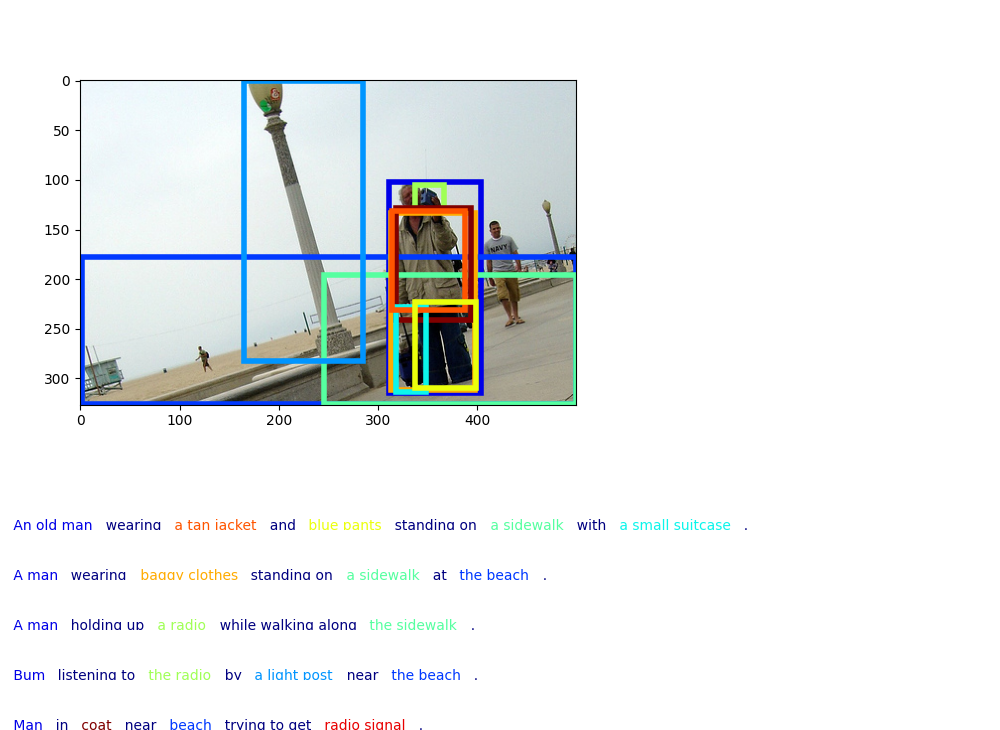 0
50
100
150
200
250
300
0 100 200 300 400
NAVY
An old man wearing a tan jacket and blue pants standing on a sidewalk with a small suitcase .
A man wearing baggy clothes standing on a sidewalk at the beach .
A man holding up a radio while walking along the sidewalk .
Bum listening to the radio by a light post near the beach .
Man in coat near beach trying to get radio signal .